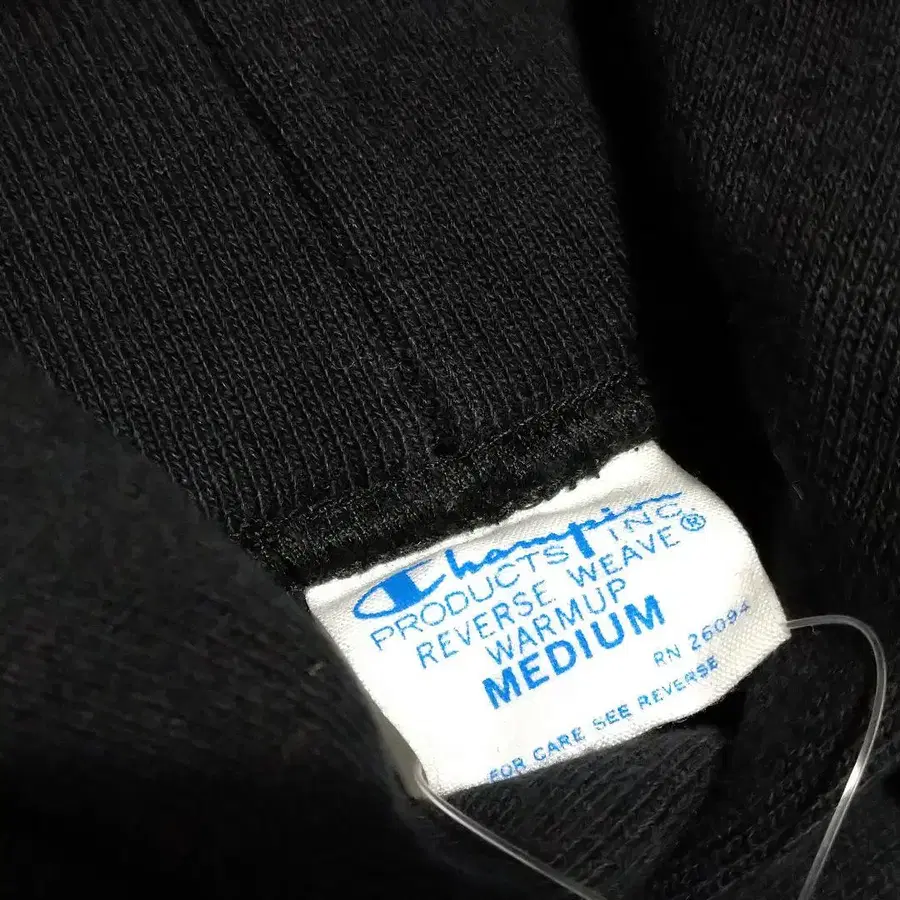 Champion
PRODUCTS INC.
REVERSE WEAVE®
WARMUP
MEDIUM
RN 26094
FOR CARE SEE REVERSE